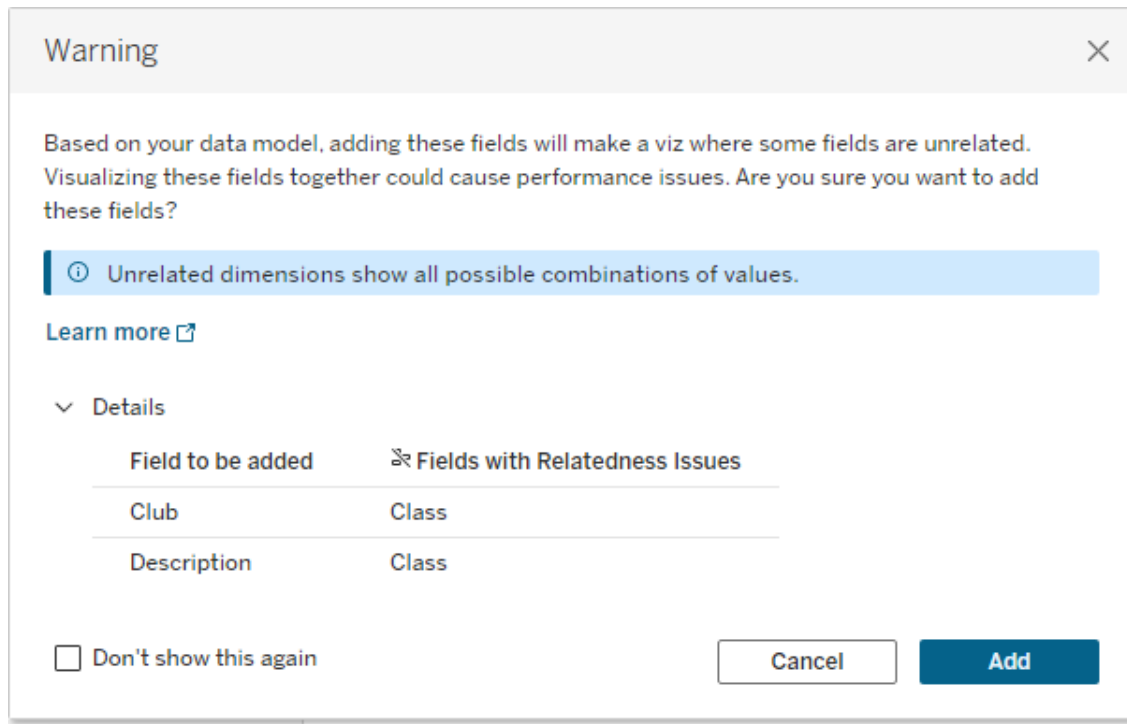 Warning
Based on your data model, adding these fields will make a viz where some fields are unrelated.
Visualizing these fields together could cause performance issues. Are you sure you want to add
these fields?
Unrelated dimensions show all possible combinations of values.
Learn more
Details
Field to be added Fields with Relatedness Issues
Club Class
Description Class
Don't show this again Cancel Add